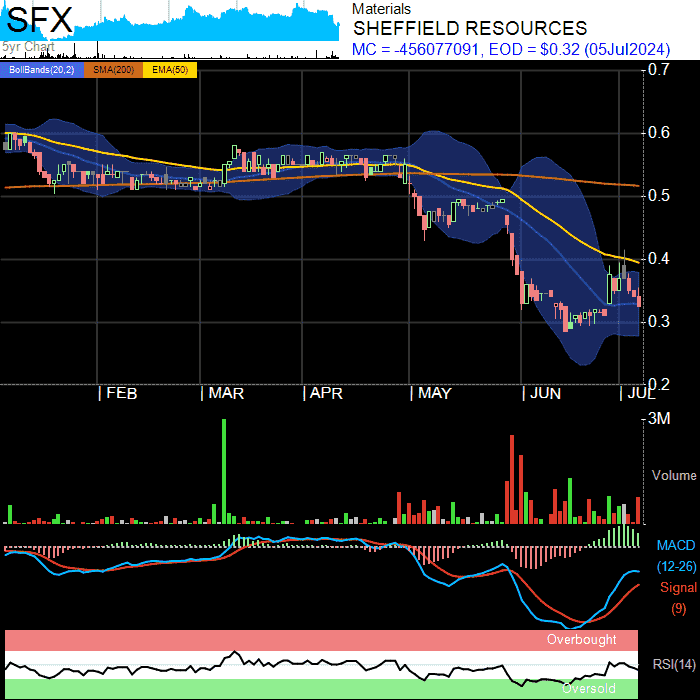 SFX
5yr Chart
Materials
SHEFFIELD RESOURCES
MC = -456077091, EOD = $0.32 (05Jul2024)
BollBands(20,2) SMA(200) EMA(50)
0.7
0.6
0.5
0.4
0.3
0.2
FEB MAR APR MAY JUN JUL
3M
Volume
MACD
(12-26)
Signal
(9)
Overbought
RSI(14)
Oversold